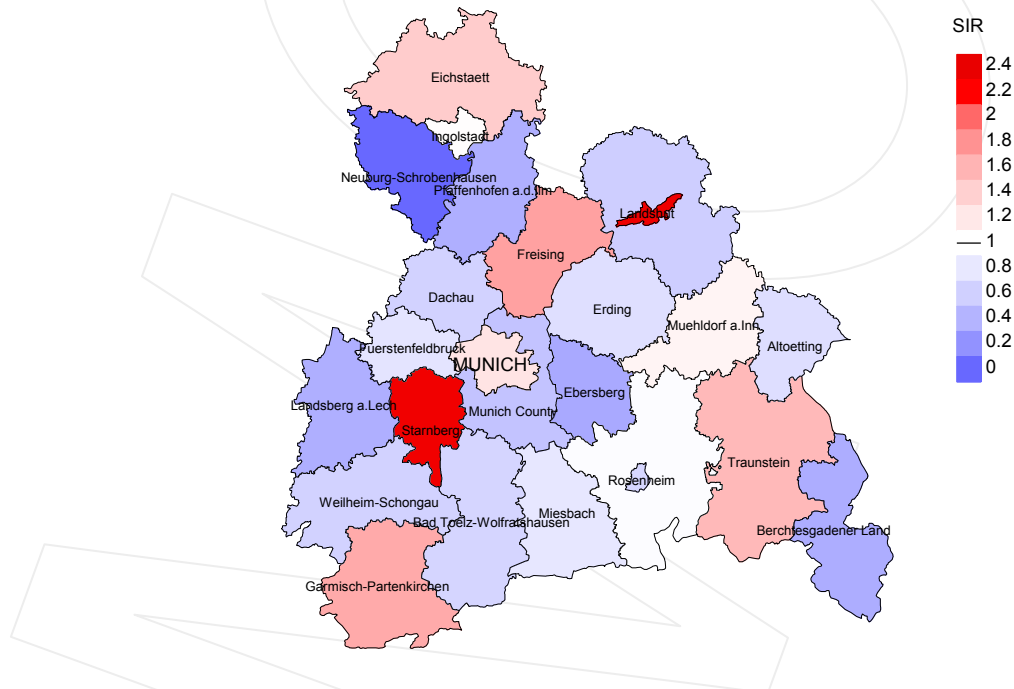 SIR
2.4
2.2
2
1.8
1.6
1.4
1.2
1
0.8
0.6
0.4
0.2
0
Eichstaett
Ingolstadt
Neuburg-Schrobenhausen
Pfaffenhofen a.d.Ilm
Landshut
Freising
Dachau
Erding
Muehldorf a.Inn
Altoetting
Fuerstenfeldbruck
MUNICH
Ebersberg
Landsberg a.Lech
Munich County
Starnberg
Traunstein
Rosenheim
Weilheim-Schongau
Miesbach
Bad Toelz-Wolfratshausen
Berchtesgadener Land
Garmisch-Partenkirchen